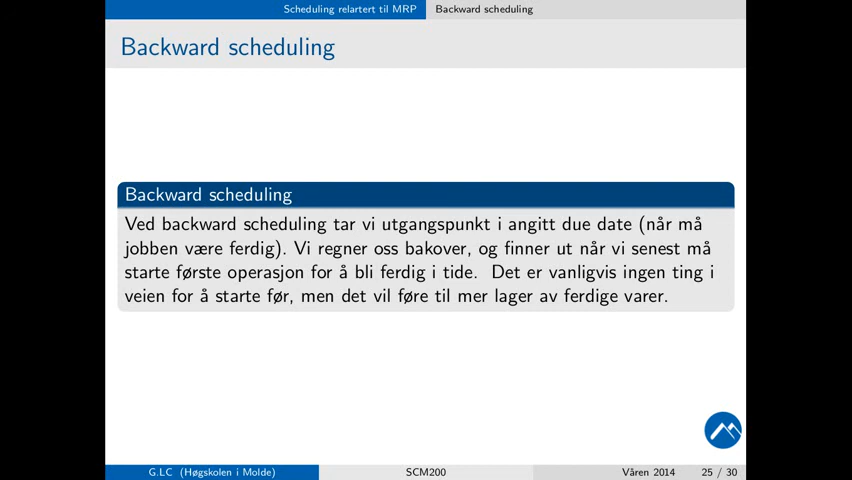 Scheduling relartert til MRP Backward scheduling
Backward scheduling
Backward scheduling
Ved backward scheduling tar vi utgangspunkt i angitt due date (når må
jobben være ferdig). Vi regner oss bakover, og finner ut når vi senest må
starte første operasjon for å bli ferdig i tide. Det er vanligvis ingen ting i
veien for å starte før, men det vil føre til mer lager av ferdige varer.
G.LC (Høgskolen i Molde) SCM200 Våren 2014 25 / 30